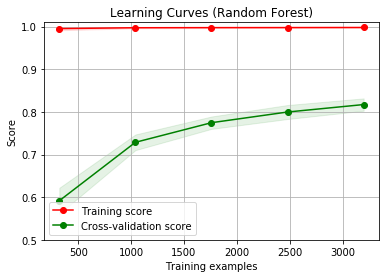 Learning Curves (Random Forest)
1.0
0.9
0.8
0.7
0.6
0.5
Score
Training score
Cross-validation score
500 1000 1500 2000 2500 3000
Training examples